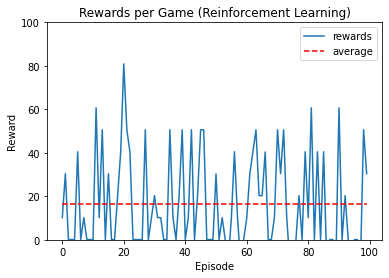 Rewards per Game (Reinforcement Learning)
100
80
60
40
20
0
Reward
rewards
average
0
20
40
60
80
100
Episode